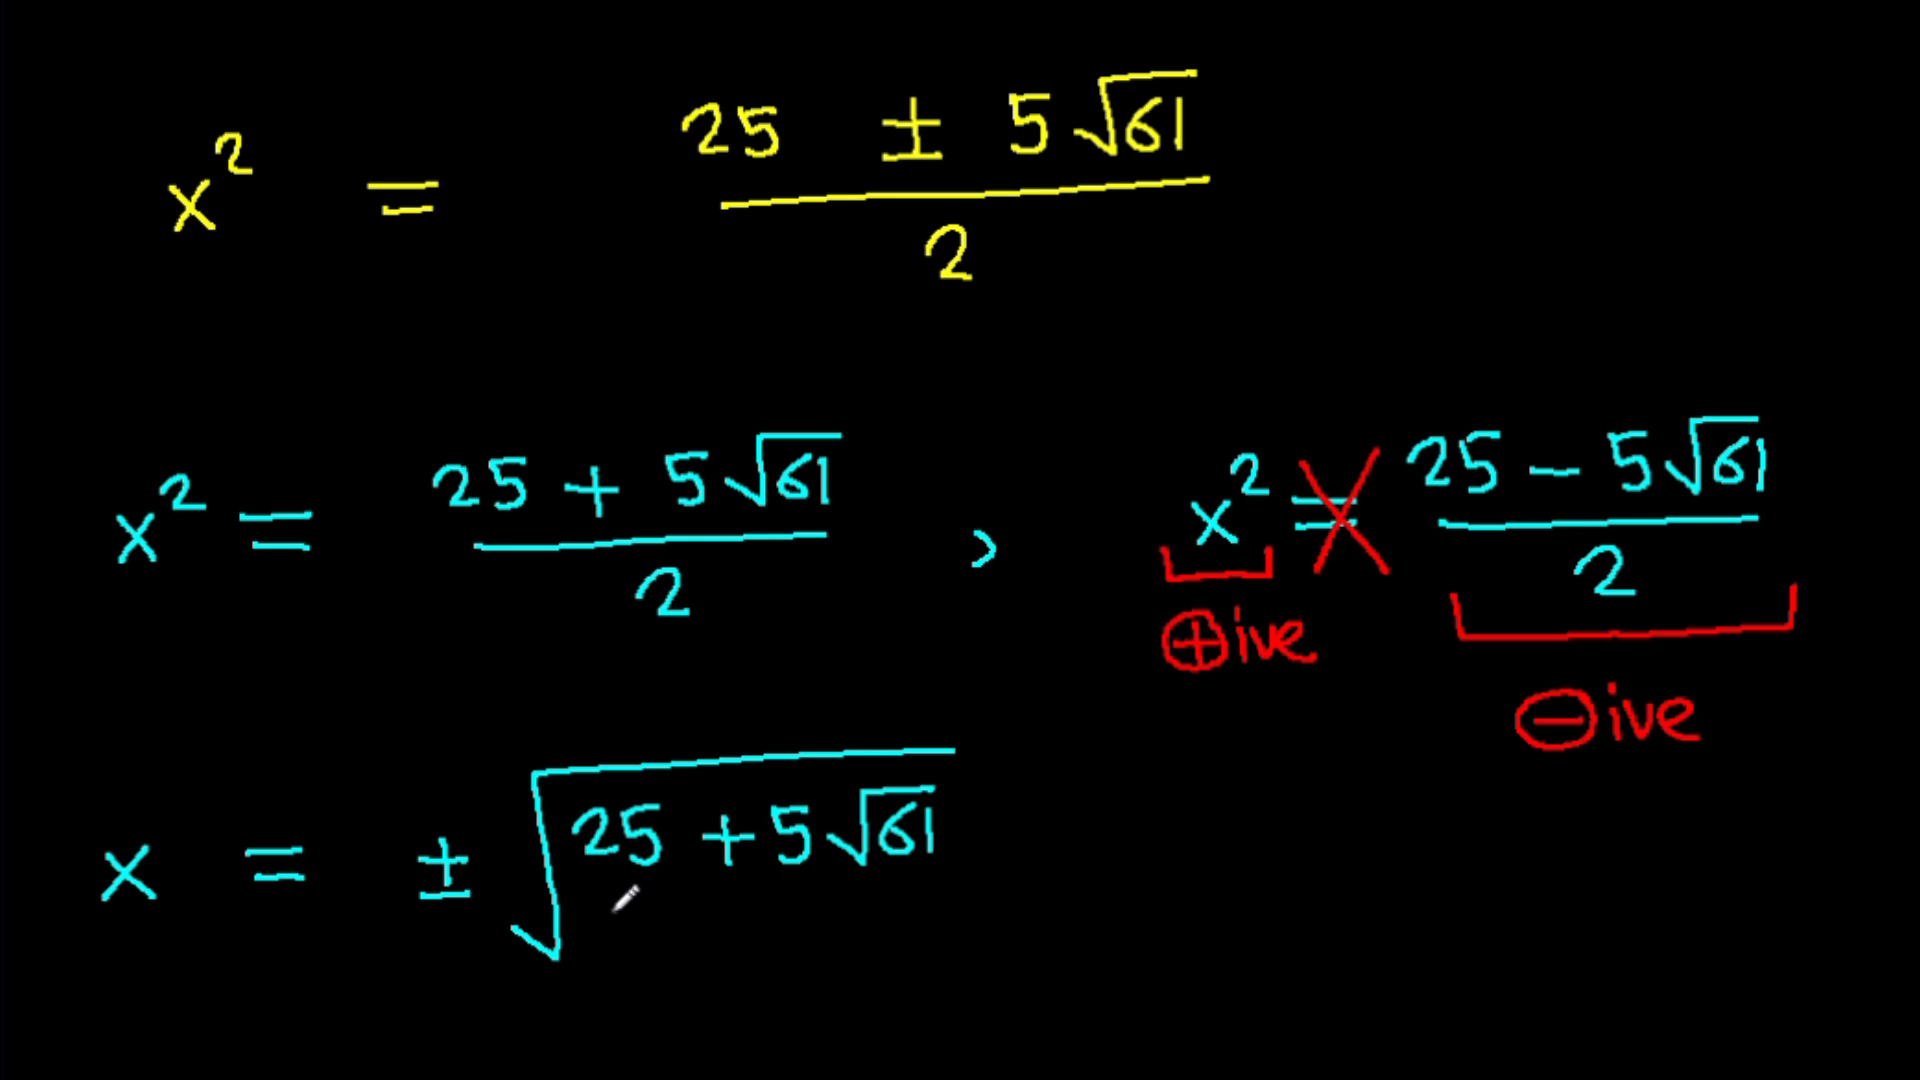 x² = (25 ± 5√61)/2
x² = (25 + 5√61)/2 , x² = (25 − 5√61)/2
⊕ive
⊖ive
x = ± √(25 + 5√61)